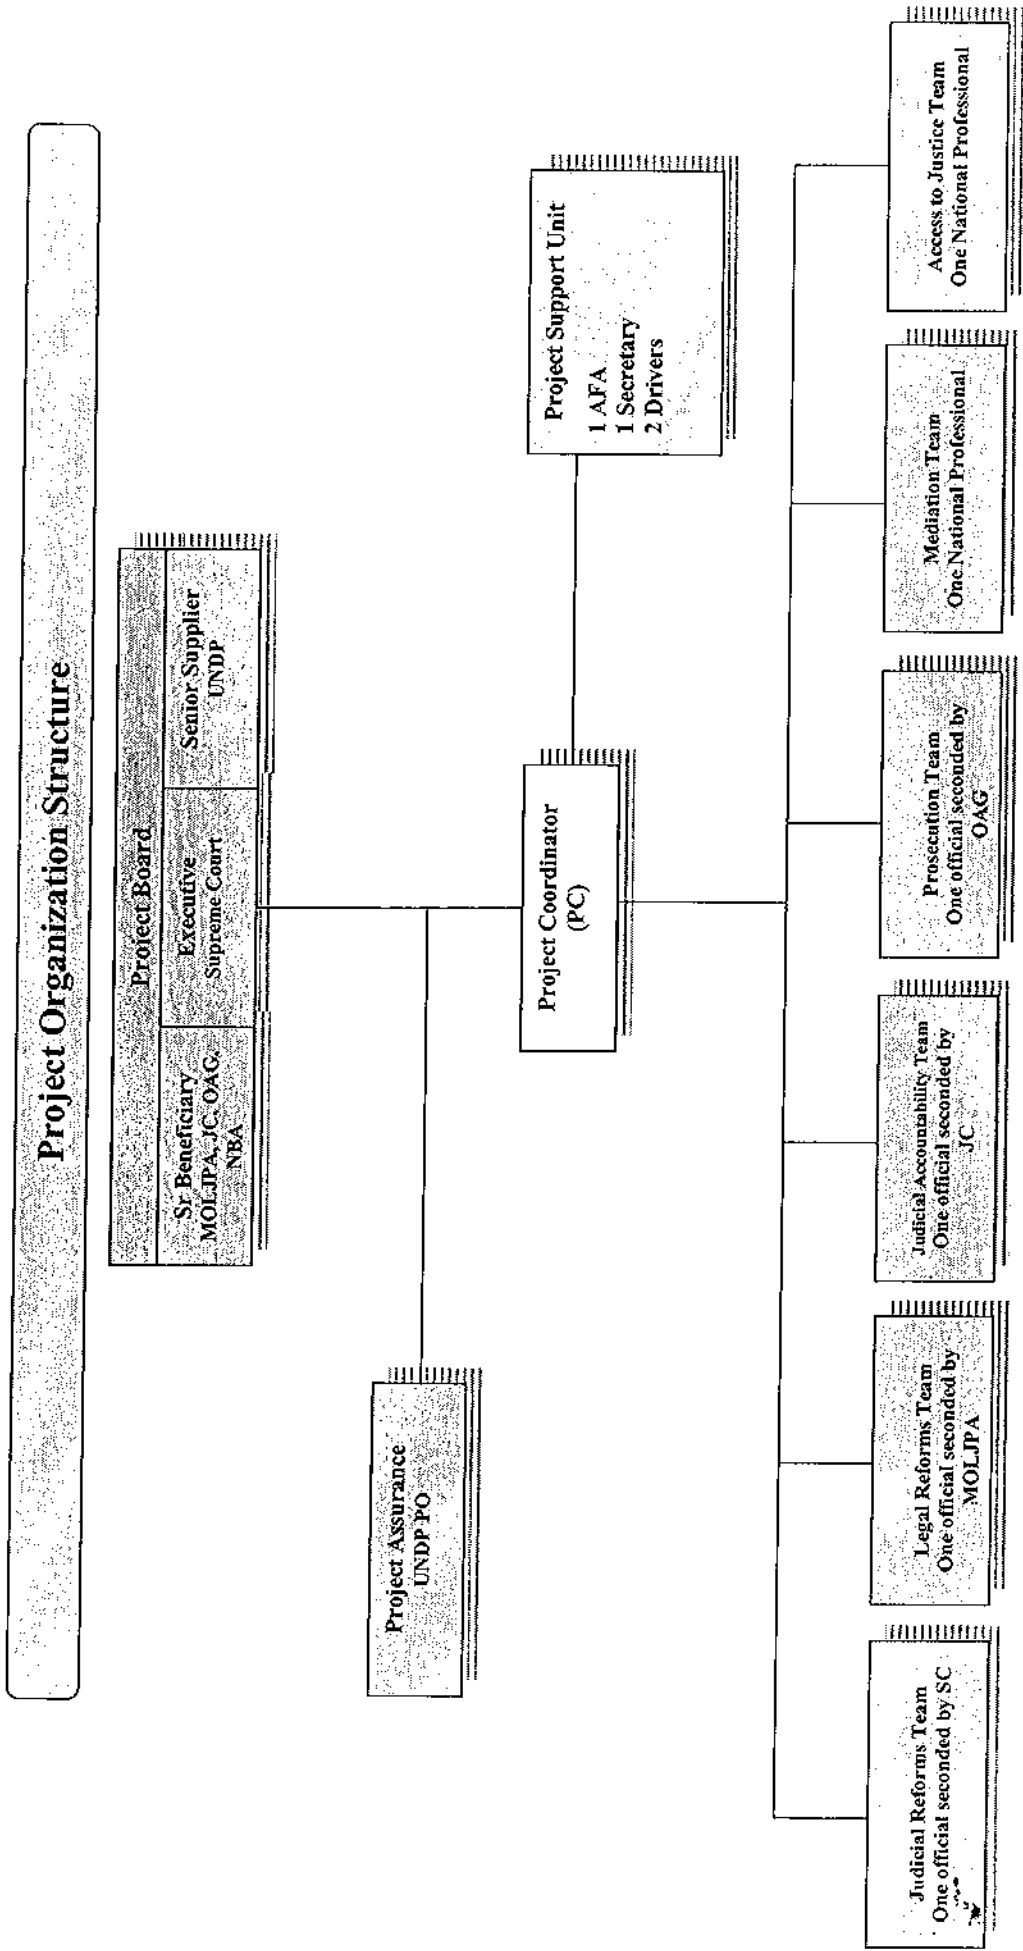 Project Organization Structure
Project Board
Sr Beneficiary
MOLJPA, JC, OAG,
NBA
Executive
Supreme Court
Senior Supplier
UNDP
Project Assurance
UNDP PO
Project Coordinator
(PC)
Project Support Unit
1 AFA
1 Secretary
2 Drivers
Judicial Reforms Team
One official seconded by SC
Legal Reforms Team
One official seconded by
MOLJPA
Judicial Accountability Team
One official seconded by
JC
Prosecution Team
One official seconded by
OAG
Mediation Team
One National Professional
Access to Justice Team
One National Professional